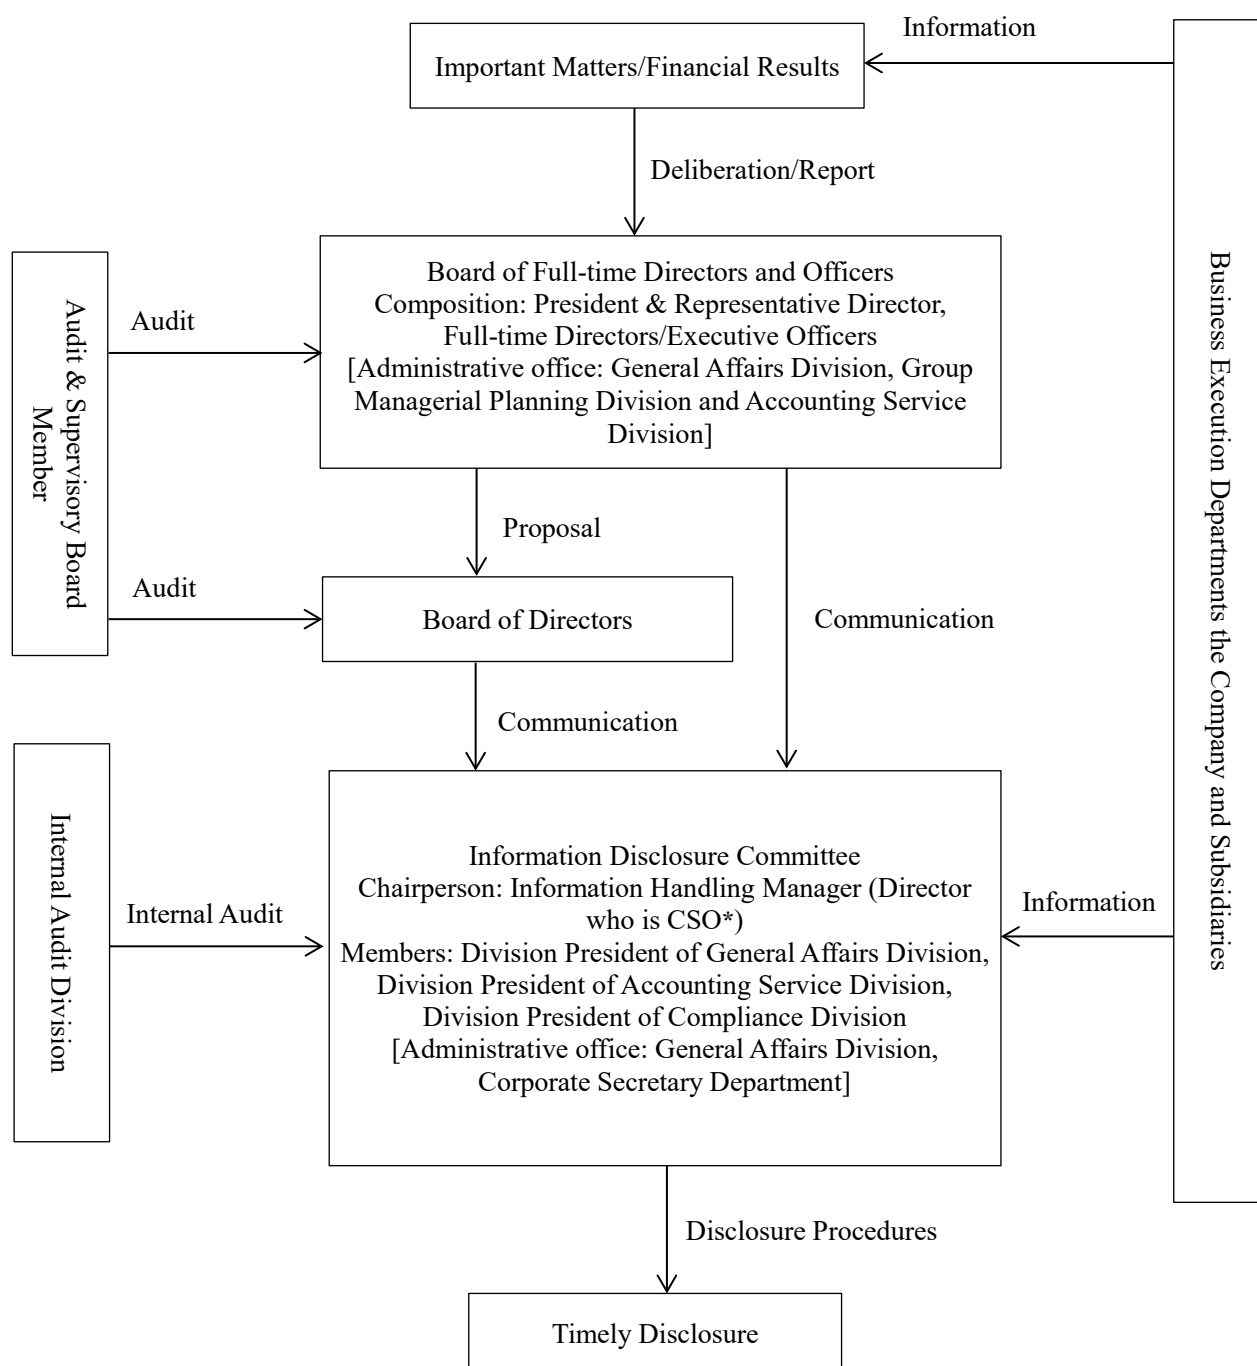 Information
Important Matters/Financial Results
Deliberation/Report
Board of Full-time Directors and Officers
Composition: President & Representative Director,
Full-time Directors/Executive Officers
[Administrative office: General Affairs Division, Group
Managerial Planning Division and Accounting Service
Division]
Audit
Audit & Supervisory Board
Member
Proposal
Audit
Board of Directors
Communication
Communication
Business Execution Departments the Company and Subsidiaries
Information Disclosure Committee
Chairperson: Information Handling Manager (Director
who is CSO*)
Members: Division President of General Affairs Division,
Division President of Accounting Service Division,
Division President of Compliance Division
[Administrative office: General Affairs Division,
Corporate Secretary Department]
Internal Audit
Internal Audit Division
Information
Disclosure Procedures
Timely Disclosure